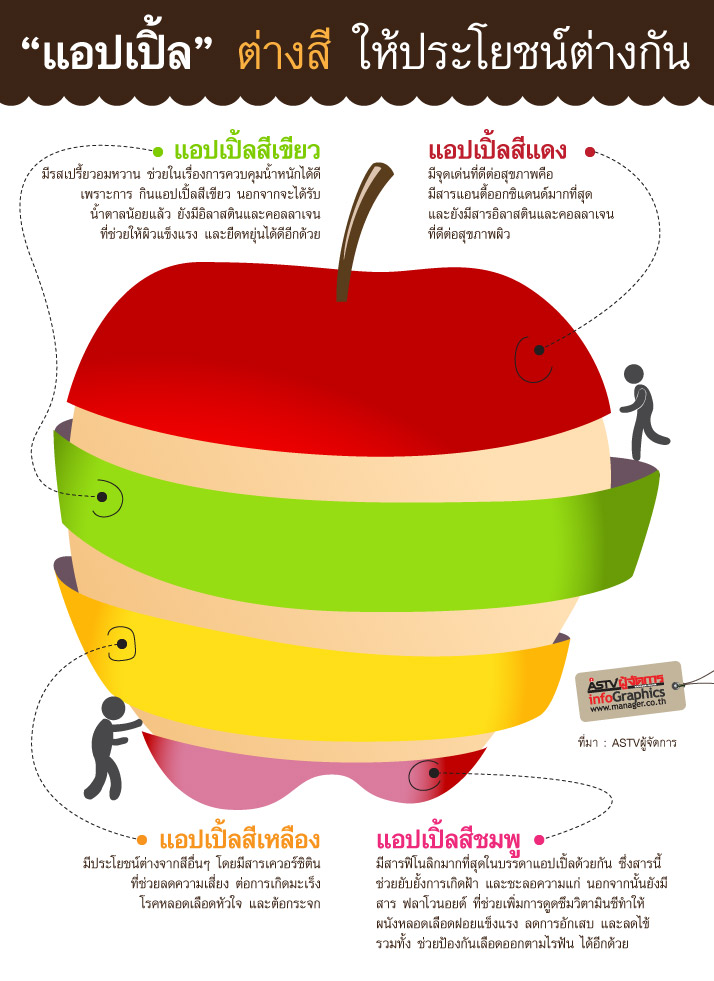 “แอปเปิ้ล” ต่างสี ให้ประโยชน์ต่างกัน
แอปเปิ้ลสีเขียว
มีรสเปรี้ยวอมหวาน ช่วยในเรื่องการควบคุมน้ำหนักได้ดี
เพราะการ กินแอปเปิ้ลสีเขียว นอกจากจะได้รับ
น้ำตาลน้อยแล้ว ยังมีอิลาสตินและคอลลาเจน
ที่ช่วยให้ผิวแข็งแรง และยืดหยุ่นได้ดีอีกด้วย
แอปเปิ้ลสีแดง
มีจุดเด่นที่ดีต่อสุขภาพคือ
มีสารแอนตี้ออกซิแดนต์มากที่สุด
และยังมีสารอิลาสตินและคอลลาเจน
ที่ดีต่อสุขภาพผิว
ASTVผู้จัดการ
infoGraphics
www.manager.co.th
ที่มา : ASTVผู้จัดการ
แอปเปิ้ลสีเหลือง
มีประโยชน์ต่างจากสีอื่นๆ โดยมีสารเควอร์ซิติน
ที่ช่วยลดความเสี่ยง ต่อการเกิดมะเร็ง
โรคหลอดเลือดหัวใจ และต้อกระจก
แอปเปิ้ลสีชมพู
มีสารฟีโนลิกมากที่สุดในบรรดาแอปเปิ้ลด้วยกัน ซึ่งสารนี้
ช่วยยับยั้งการเกิดฝ้า และชะลอความแก่ นอกจากนั้นยังมี
สาร ฟลาโวนอยด์ ที่ช่วยเพิ่มการดูดซึมวิตามินซีทำให้
ผนังหลอดเลือดฝอยแข็งแรง ลดการอักเสบ และลดไข้
รวมทั้ง ช่วยป้องกันเลือดออกตามไรฟัน ได้อีกด้วย